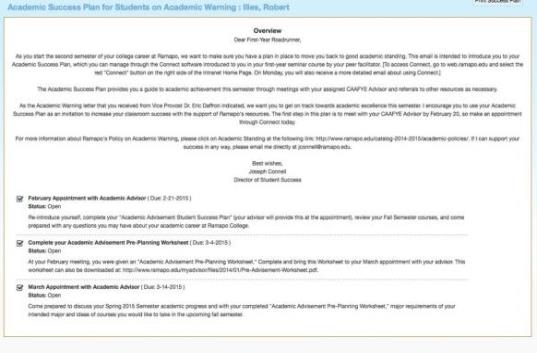 Print Success Plan
Academic Success Plan for Students on Academic Warning : Illes, Robert
Overview
Dear First-Year Roadrunner,
As you start the second semester of your college career at Ramapo, we want to make sure you have a plan in place to move you back to good academic standing. This email is intended to introduce you to your
Academic Success Plan, which you can manage through the Connect software introduced to you in your first-year seminar course by your peer facilitator. [To access Connect, go to web.ramapo.edu and select the
red "Connect" button on the right side of the Intranet Home Page. On Monday, you will also receive a more detailed email about using Connect.]
The Academic Success Plan provides you a guide to academic achievement this semester through meetings with your assigned CAAFYE Advisor and referrals to other resources as necessary.
As the Academic Warning letter that you received from Vice Provost Dr. Eric Daffron indicated, we want you to get on track towards academic excellence this semester. I encourage you to use your Academic
Success Plan as an invitation to increase your classroom success with the support of Ramapo's resources. The first step in this plan is to meet with your CAAFYE Advisor by February 20, so make an appointment
through Connect today.
For more information about Ramapo's Policy on Academic Warning, please click on Academic Standing at the following link: http://www.ramapo.edu/catalog-2014-2015/academic-policies/. If I can support your
success in any way, please email me directly at jconnell@ramapo.edu.
Best wishes,
Joseph Connell
Director of Student Success
February Appointment with Academic Advisor ( Due: 2-21-2015 )
Status: Open
Re-introduce yourself, complete your "Academic Advisement Student Success Plan" (your advisor will provide this at the appointment), review your Fall Semester courses, and come
prepared with any questions you may have about your academic career at Ramapo College.
Complete your Academic Advisement Pre-Planning Worksheet ( Due: 3-4-2015 )
Status: Open
At your February meeting, you were given an "Academic Advisement Pre-Planning Worksheet." Complete and bring this Worksheet to your March appointment with your advisor. This
worksheet can also be downloaded at: http://www.ramapo.edu/myadvisor/files/2014/01/Pre-Advisement-Worksheet.pdf.
March Appointment with Academic Advisor ( Due: 3-14-2015 )
Status: Open
Come prepared to discuss your Spring 2015 Semester academic progress and with your completed "Academic Advisement Pre-Planning Worksheet," major requirements of your
intended major and ideas of courses you would like to take in the upcoming fall semester.